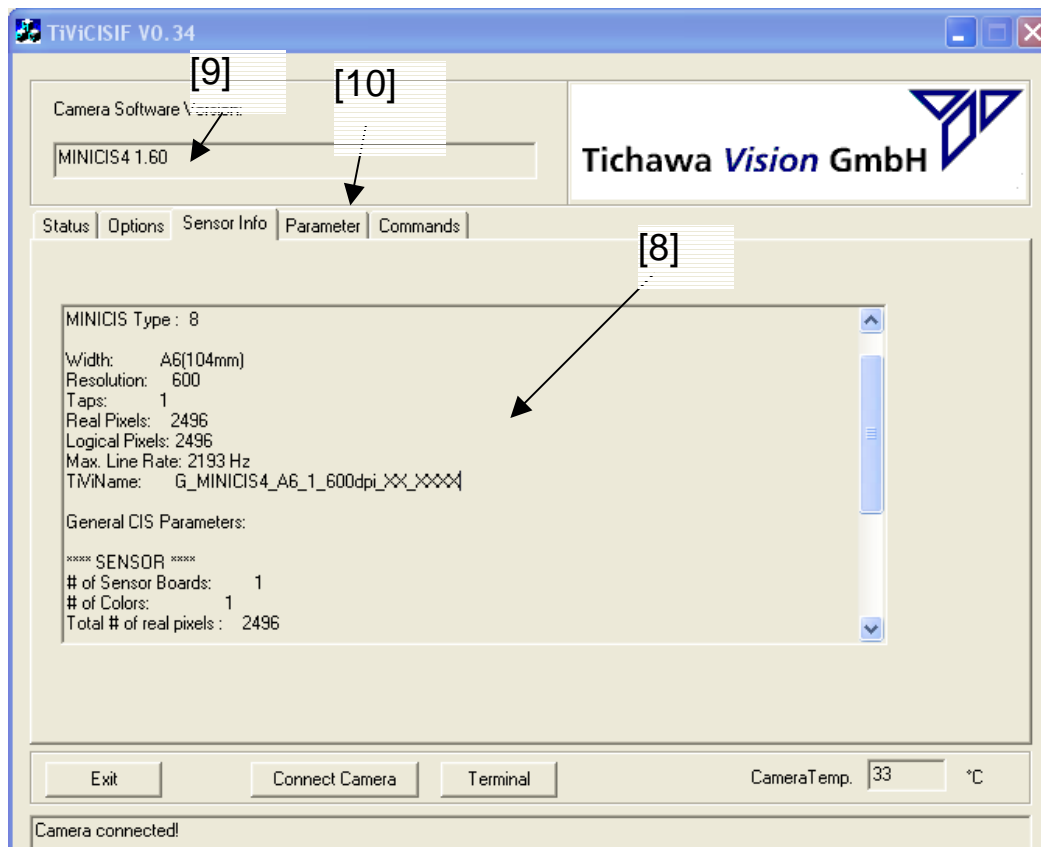 TiViCISIF V0.34
[9]
[10]
Camera Software Version:
MINICIS4 1.60
Tichawa Vision GmbH
Status Options Sensor Info Parameter Commands
[8]
MINICIS Type : 8
Width: A6(104mm)
Resolution: 600
Taps: 1
Real Pixels: 2496
Logical Pixels: 2496
Max. Line Rate: 2193 Hz
TiViName: G_MINICIS4_A6_1_600dpi_XX_XXXX
General CIS Parameters:
**** SENSOR ****
# of Sensor Boards: 1
# of Colors: 1
Total # of real pixels : 2496
Exit Connect Camera Terminal CameraTemp. 33 °C
Camera connected!